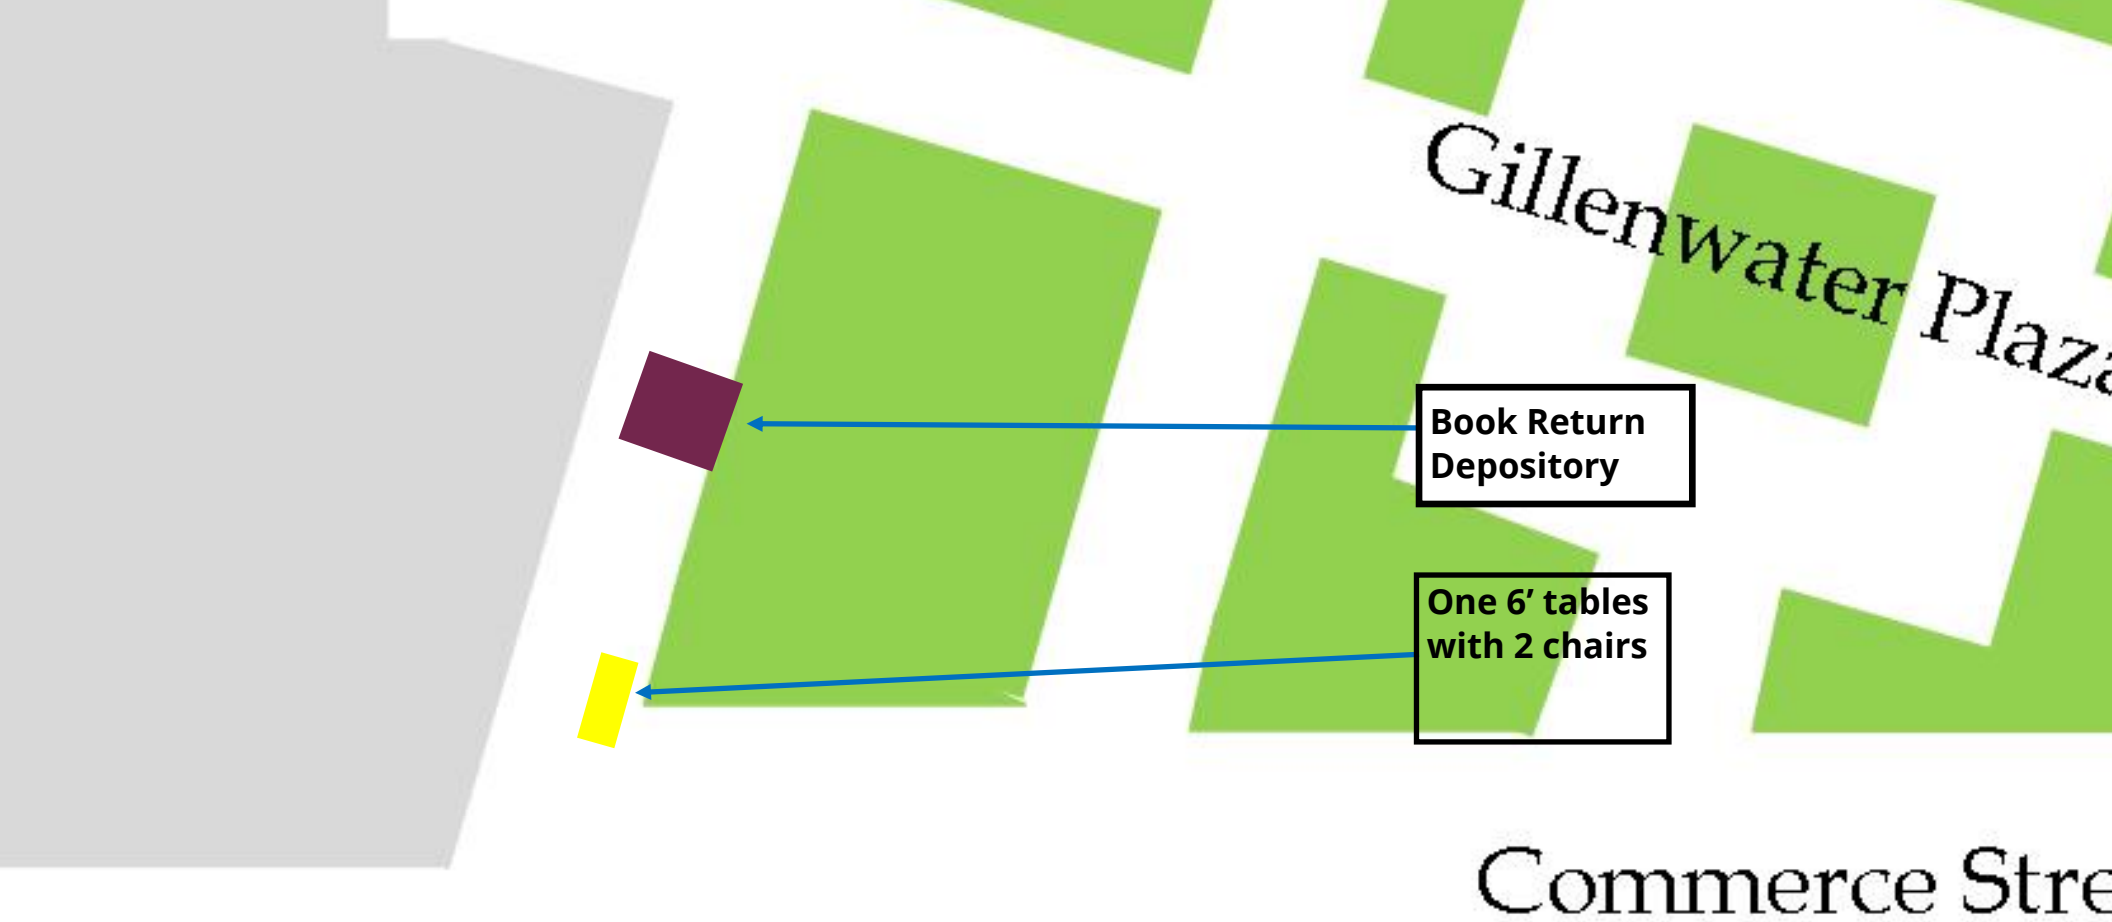 Gillenwater Plaza
Book Return
Depository
One 6’ tables
with 2 chairs
Commerce Stre